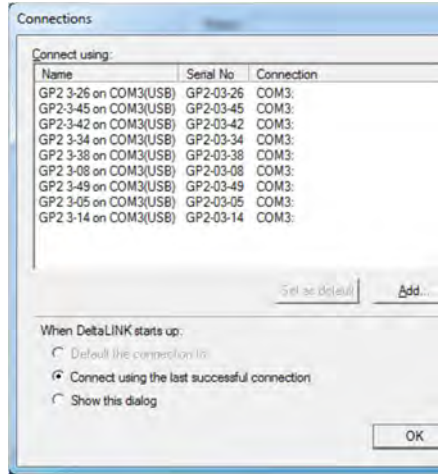 Connections
Connect using:
Name Serial No Connection
GP2 3-26 on COM3(USB) GP2-03-26 COM3:
GP2-3-45 on COM3(USB) GP2-03-45 COM3:
GP2-3-42 on COM3(USB) GP2-03-42 COM3:
GP2 3-34 on COM3(USB) GP2-03-34 COM3:
GP2 3-38 on COM3(USB) GP2-03-38 COM3:
GP2 3-08 on COM3(USB) GP2-03-08 COM3:
GP2 3-49 on COM3(USB) GP2-03-49 COM3:
GP2 3-05 on COM3(USB) GP2-03-05 COM3:
GP2 3-14 on COM3(USB) GP2-03-14 COM3:
Set as default Add...
When DeltaLINK starts up:
Default the connection to:
Connect using the last successful connection
Show this dialog
OK